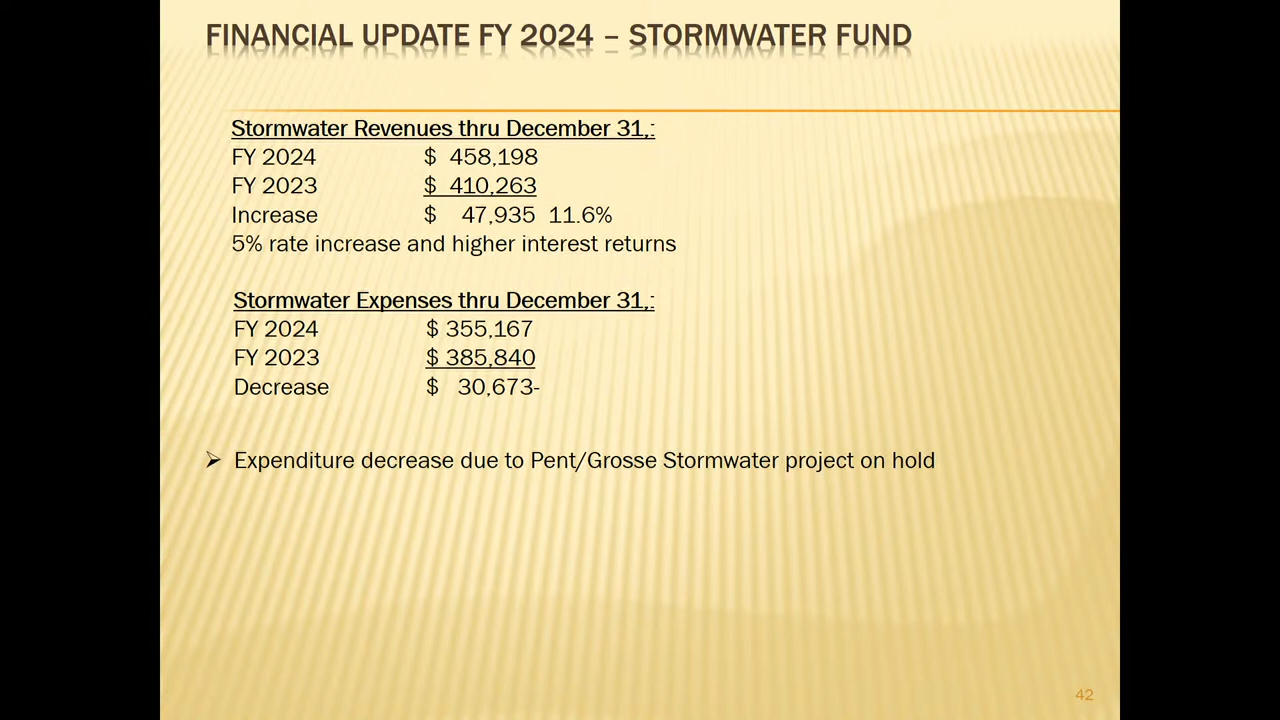 FINANCIAL UPDATE FY 2024 – STORMWATER FUND
Stormwater Revenues thru December 31,:
FY 2024 $ 458,198
FY 2023 $ 410,263
Increase $ 47,935 11.6%
5% rate increase and higher interest returns
Stormwater Expenses thru December 31,:
FY 2024 $ 355,167
FY 2023 $ 385,840
Decrease $ 30,673-
➢ Expenditure decrease due to Pent/Grosse Stormwater project on hold
42